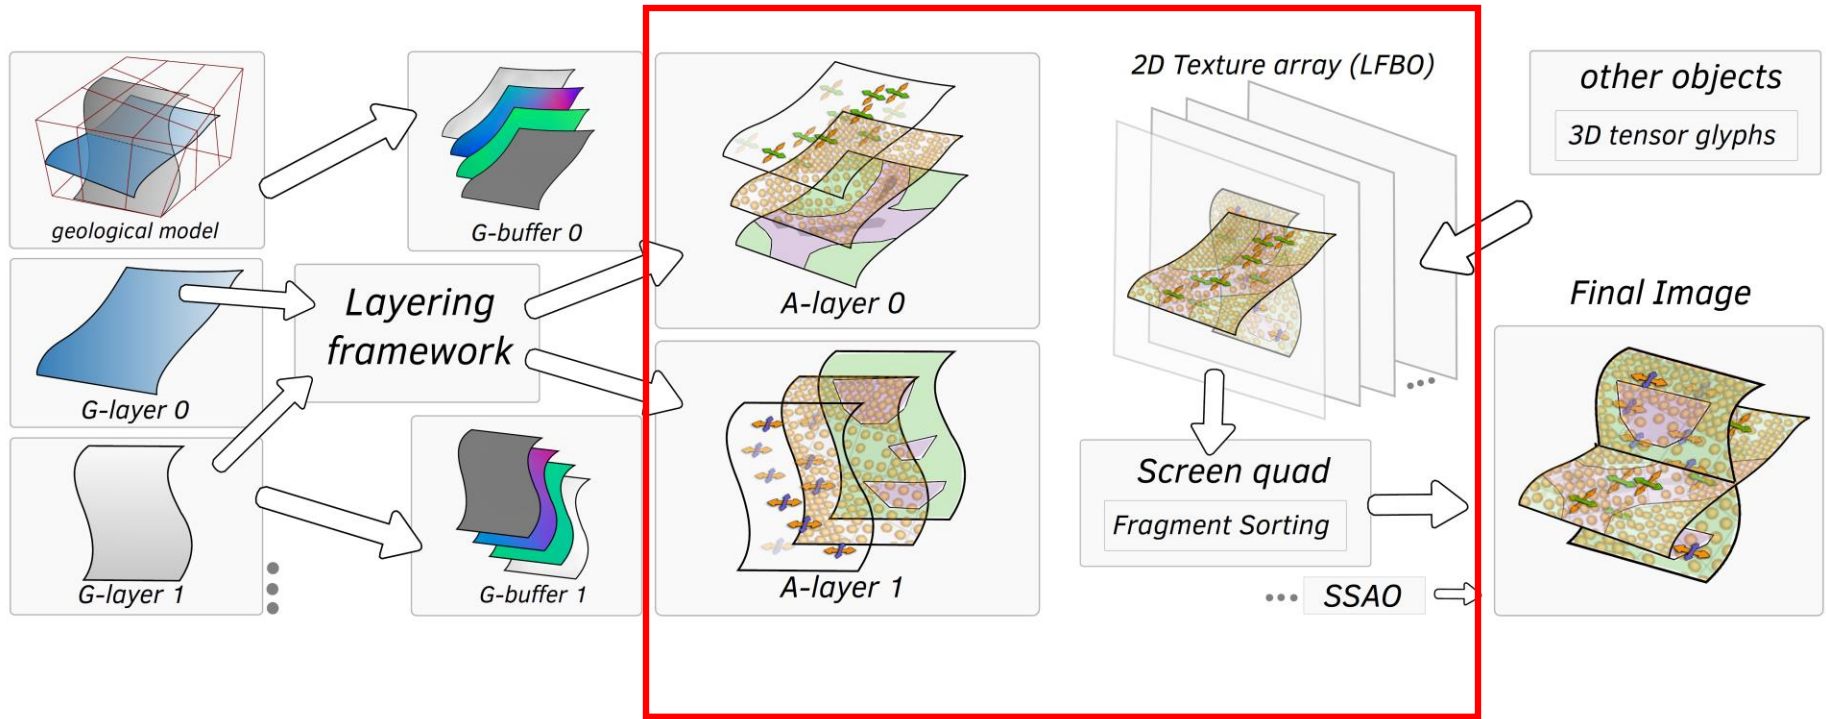 geological model
G-layer 0
G-layer 1
G-buffer 0
Layering
framework
G-buffer 1
A-layer 0
A-layer 1
2D Texture array (LFBO)
Screen quad
Fragment Sorting
SSAO
other objects
3D tensor glyphs
Final Image